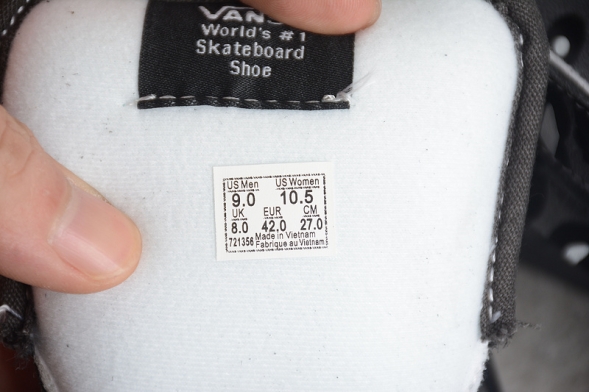 VANS
World's #1
Skateboard
Shoe
US Men US Women
9.0 10.5
UK EUR CM
8.0 42.0 27.0
721356 Made in Vietnam
Fabrique au Vietnam